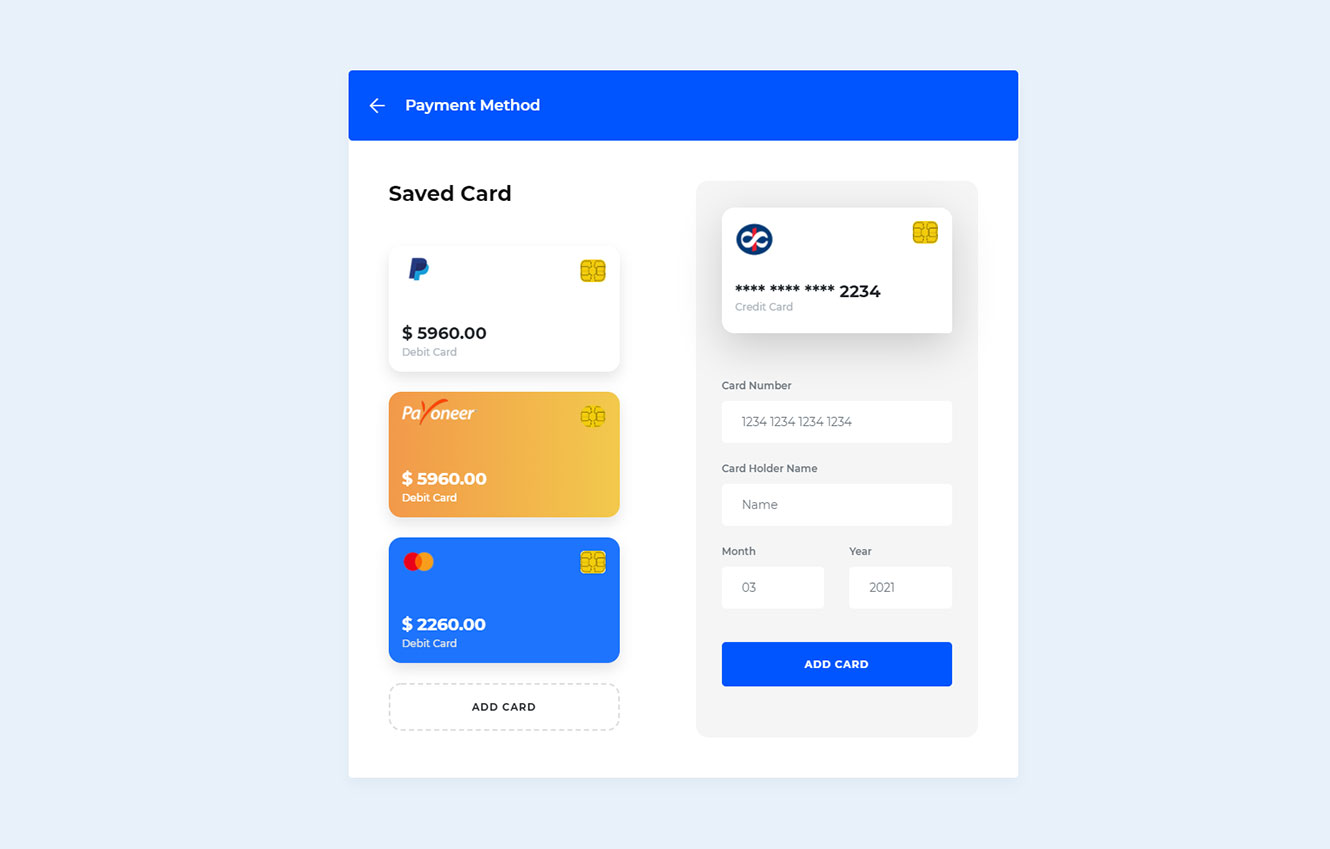 Payment Method
Saved Card
$ 5960.00
Debit Card
Payoneer
$ 5960.00
Debit Card
$ 2260.00
Debit Card
ADD CARD
**** **** **** 2234
Credit Card
Card Number
1234 1234 1234 1234
Card Holder Name
Name
Month
Year
03
2021
ADD CARD